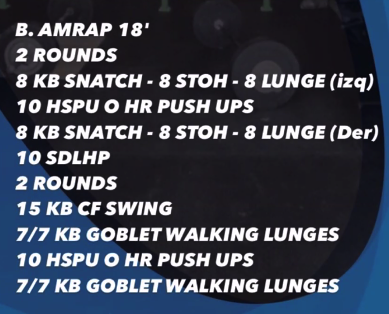 B. AMRAP 18'
2 ROUNDS
8 KB SNATCH - 8 STOH - 8 LUNGE (izq)
10 HSPU O HR PUSH UPS
8 KB SNATCH - 8 STOH - 8 LUNGE (Der)
10 SDLHP
2 ROUNDS
15 KB CF SWING
7/7 KB GOBLET WALKING LUNGES
10 HSPU O HR PUSH UPS
7/7 KB GOBLET WALKING LUNGES